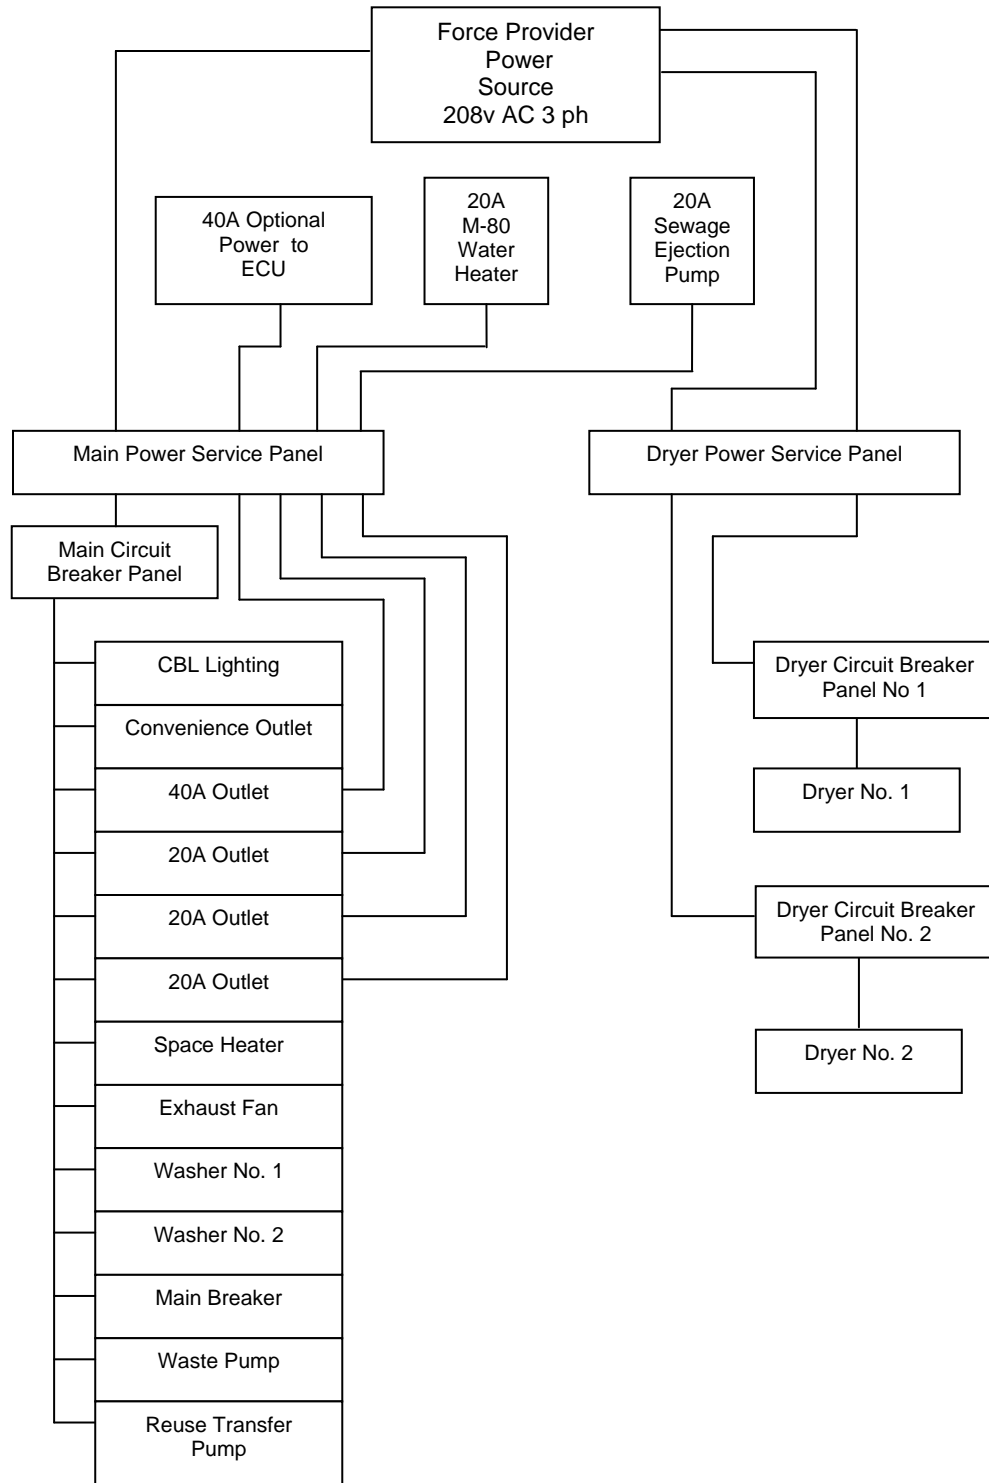 Force Provider
Power
Source
208v AC 3 ph
40A Optional
Power to
ECU
20A
M-80
Water
Heater
20A
Sewage
Ejection
Pump
Main Power Service Panel
Dryer Power Service Panel
Main Circuit
Breaker Panel
CBL Lighting
Convenience Outlet
40A Outlet
20A Outlet
20A Outlet
20A Outlet
Space Heater
Exhaust Fan
Washer No. 1
Washer No. 2
Main Breaker
Waste Pump
Reuse Transfer
Pump
Dryer Circuit Breaker
Panel No 1
Dryer No. 1
Dryer Circuit Breaker
Panel No. 2
Dryer No. 2